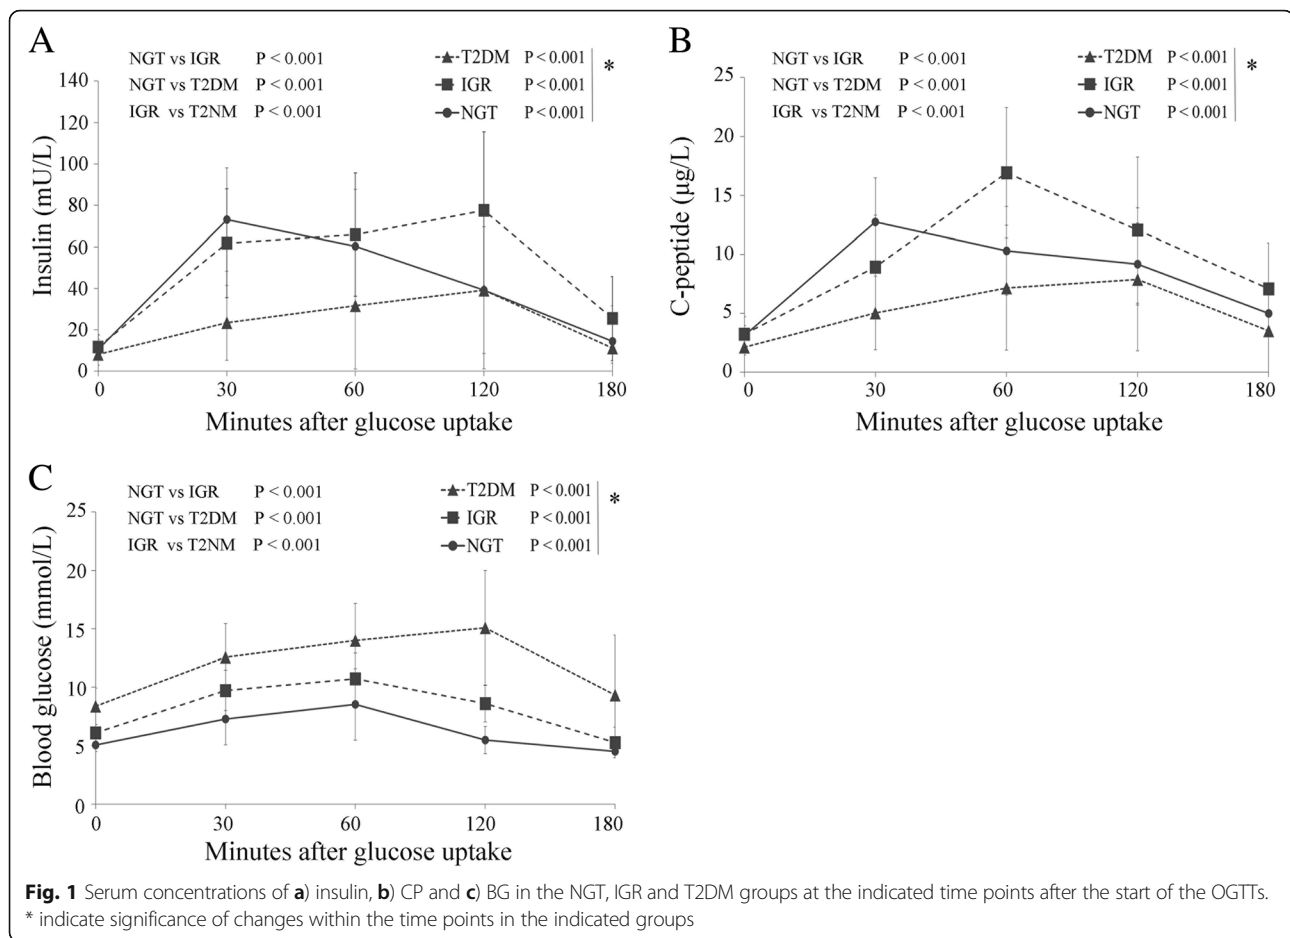 A
NGT vs IGR P < 0.001
NGT vs T2DM P < 0.001
IGR vs T2NM P < 0.001
T2DM P < 0.001 *
IGR P < 0.001
NGT P < 0.001
140
120
100
80
60
40
20
0
Insulin (mU/L)
0 30 60 120 180
Minutes after glucose uptake
B
NGT vs IGR P < 0.001
NGT vs T2DM P < 0.001
IGR vs T2NM P < 0.001
T2DM P < 0.001 *
IGR P < 0.001
NGT P < 0.001
25
20
15
10
5
0
C-peptide (µg/L)
0 30 60 120 180
Minutes after glucose uptake
C
NGT vs IGR P < 0.001
NGT vs T2DM P < 0.001
IGR vs T2NM P < 0.001
T2DM P < 0.001 *
IGR P < 0.001
NGT P < 0.001
25
20
15
10
5
0
Blood glucose (mmol/L)
0 30 60 120 180
Minutes after glucose uptake
Fig. 1 Serum concentrations of a) insulin, b) CP and c) BG in the NGT, IGR and T2DM groups at the indicated time points after the start of the OGTTs.
* indicate significance of changes within the time points in the indicated groups